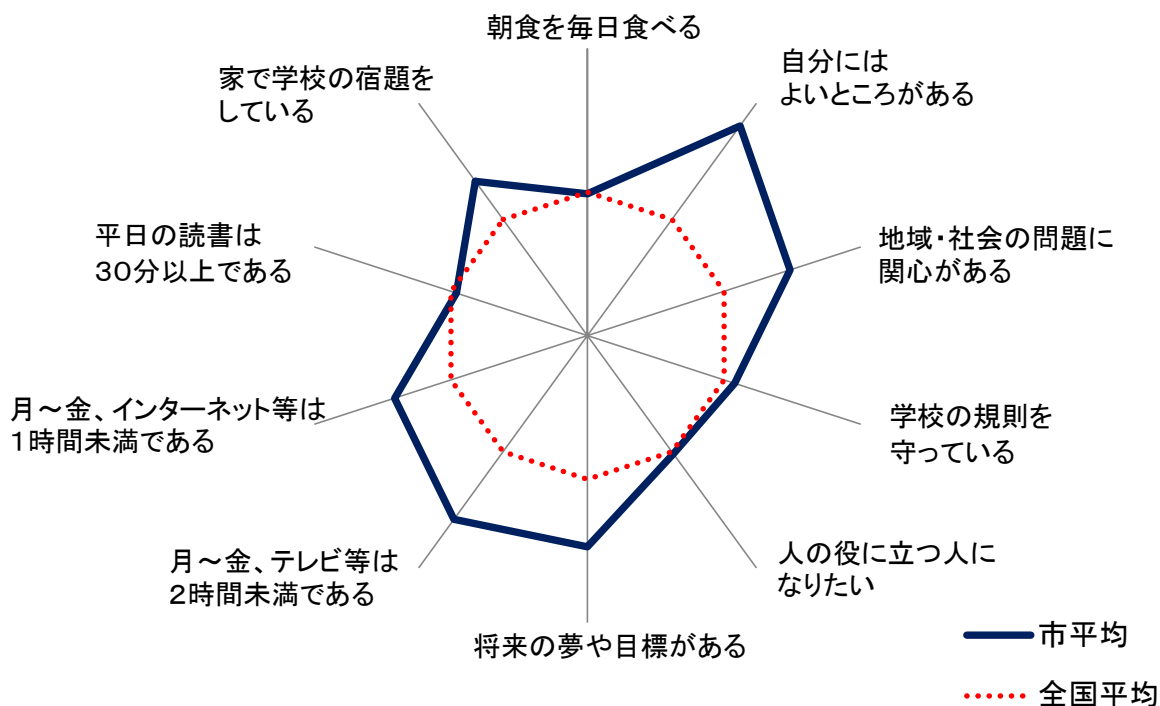 朝食を毎日食べる
自分には
よいところがある
地域・社会の問題に
関心がある
学校の規則を
守っている
人の役に立つ人に
なりたい
将来の夢や目標がある
月～金、テレビ等は
２時間未満である
月～金、インターネット等は
１時間未満である
平日の読書は
３０分以上である
家で学校の宿題を
している
市平均
全国平均